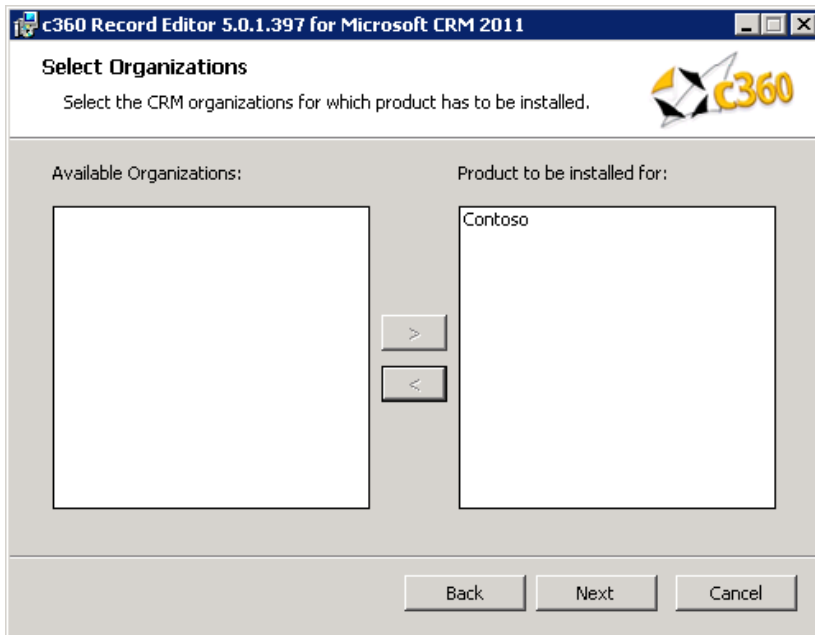 c360 Record Editor 5.0.1.397 for Microsoft CRM 2011
Select Organizations
Select the CRM organizations for which product has to be installed.
c360
Available Organizations:
Product to be installed for:
Contoso
>
<
Back
Next
Cancel